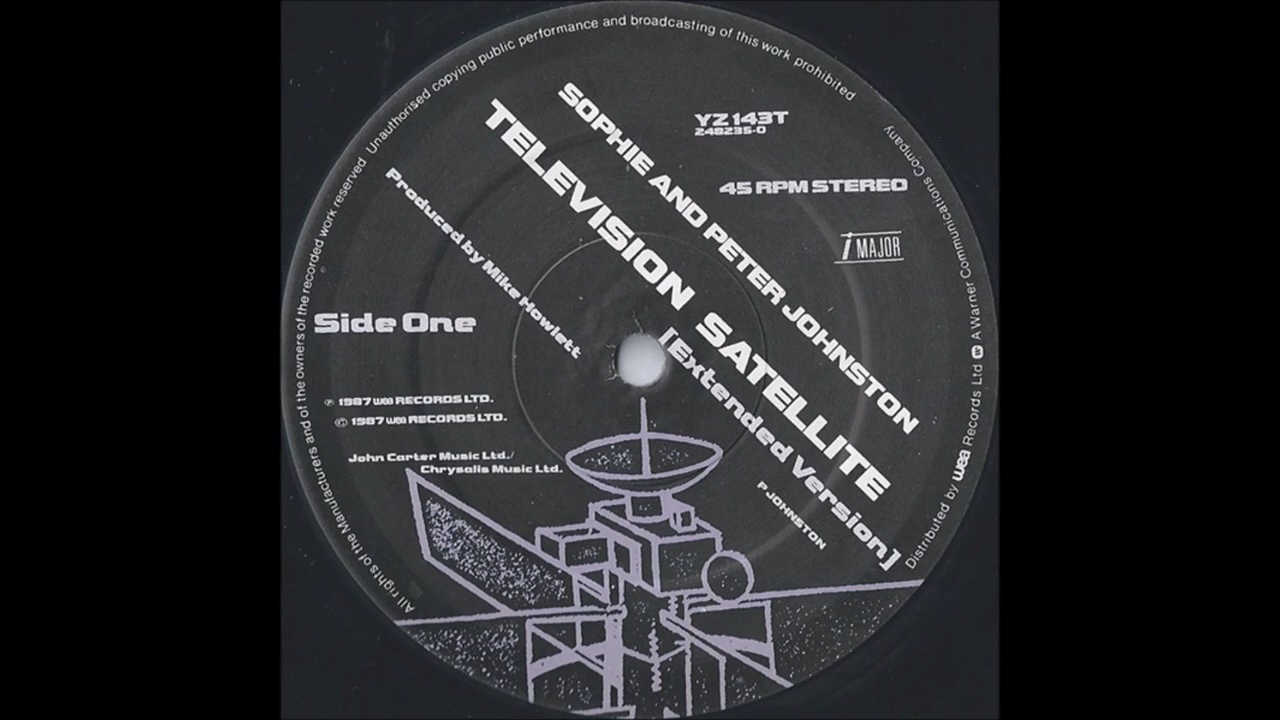 All rights of the Manufacturers and of the owners of the recorded work reserved Unauthorised copying public performance and broadcasting of this work prohibited
SOPHIE AND PETER JOHNSTON
TELEVISION SATELLITE
[Extended Version]
P JOHNSTON
Produced by Mike Howlett
YZ 143T
248235-0
45 RPM STEREO
i MAJOR
Side One
℗ 1987 wea RECORDS LTD.
© 1987 wea RECORDS LTD.
John Carter Music Ltd./
Chrysalis Music Ltd.
Distributed by wea Records Ltd w A Warner Communications Company